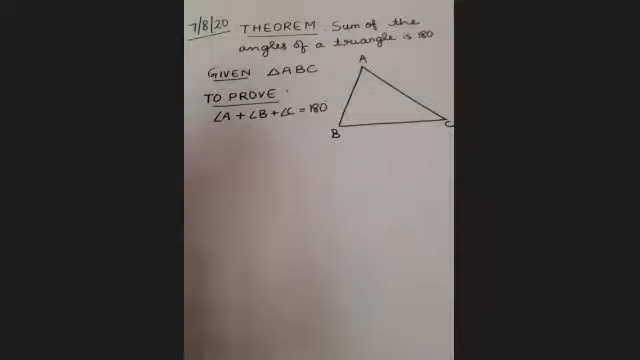 7/8/20 THEOREM : Sum of the
angles of a triangle is 180
GIVEN △ABC
TO PROVE :
∠A + ∠B + ∠C = 180
A
B
C